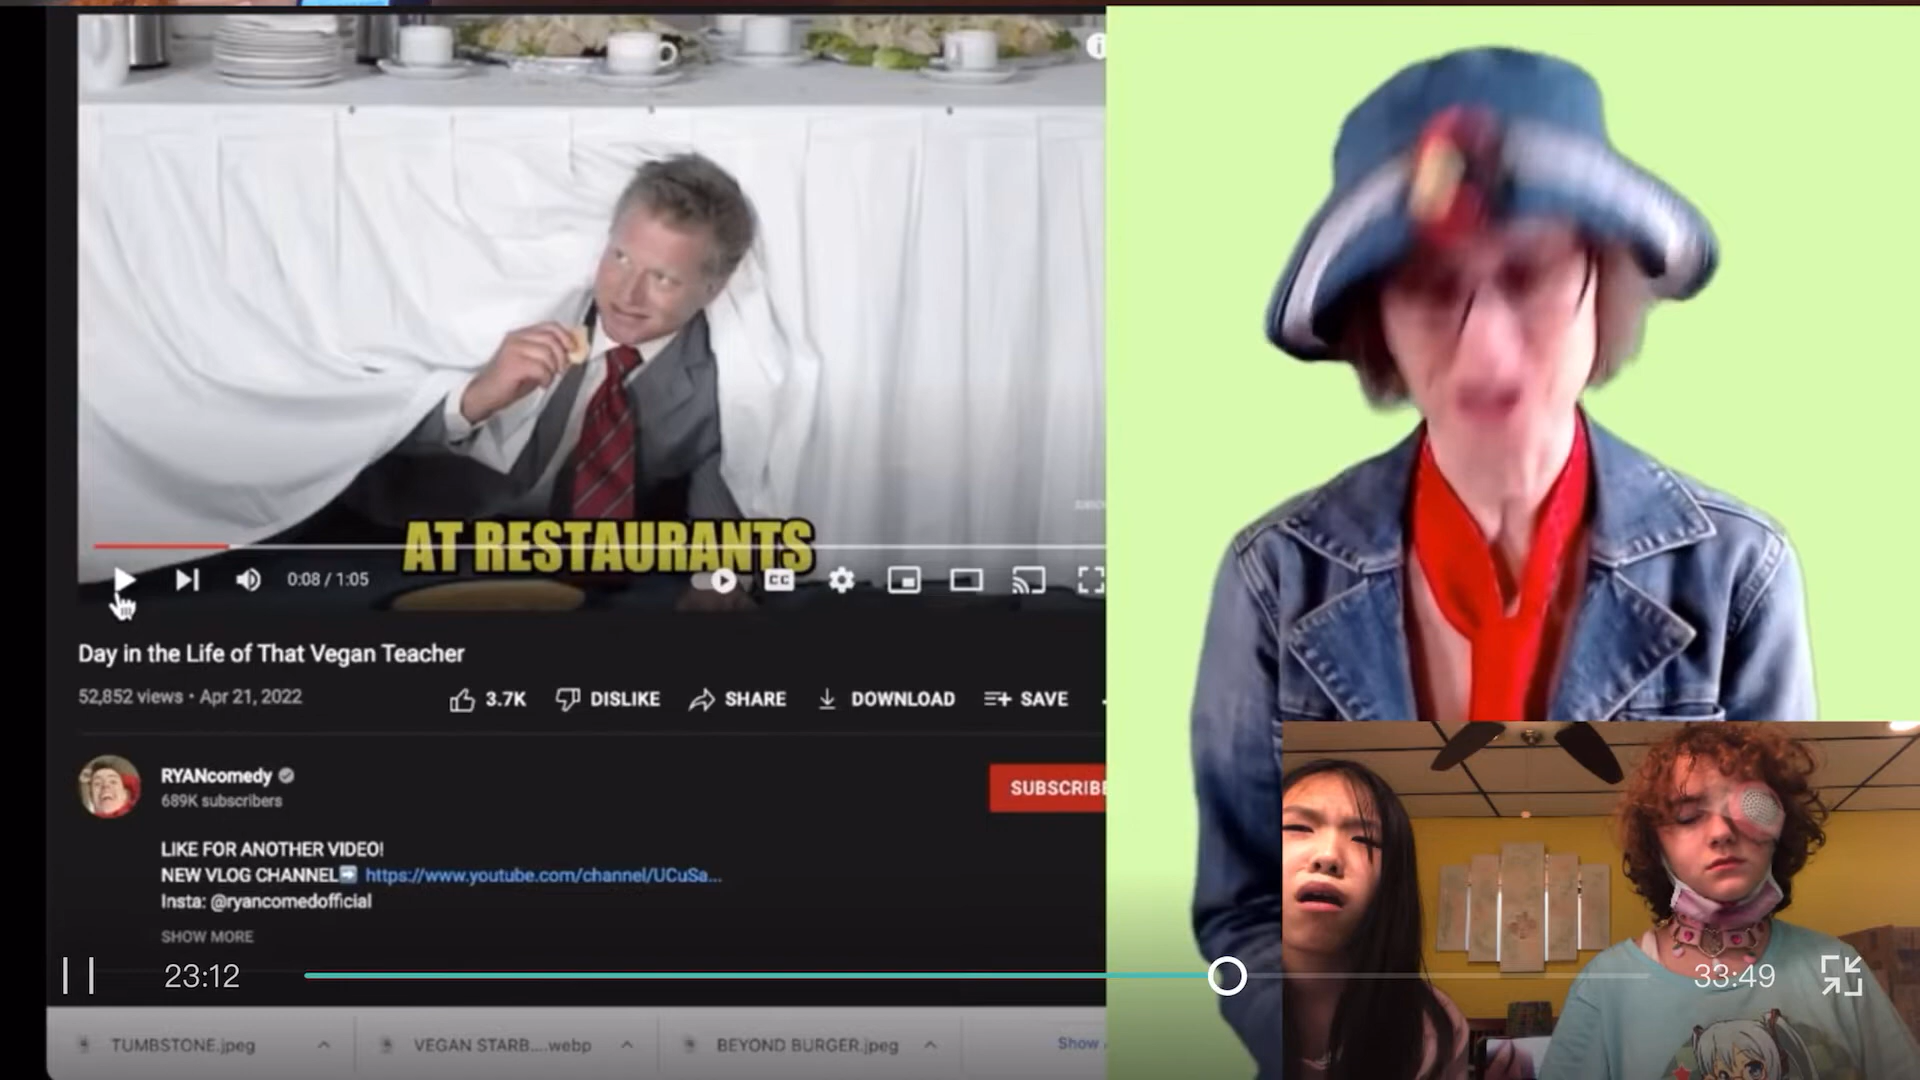 AT RESTAURANTS
0:08 / 1:05
CC
Day in the Life of That Vegan Teacher
52,852 views • Apr 21, 2022
3.7K
DISLIKE
SHARE
DOWNLOAD
SAVE
RYANcomedy
689K subscribers
SUBSCRIBE
LIKE FOR ANOTHER VIDEO!
NEW VLOG CHANNEL➡️ https://www.youtube.com/channel/UCuSa...
Insta: @ryancomedofficial
SHOW MORE
23:12
33:49
TUMBSTONE.jpeg
VEGAN STARB....webp
BEYOND BURGER.jpeg
Show